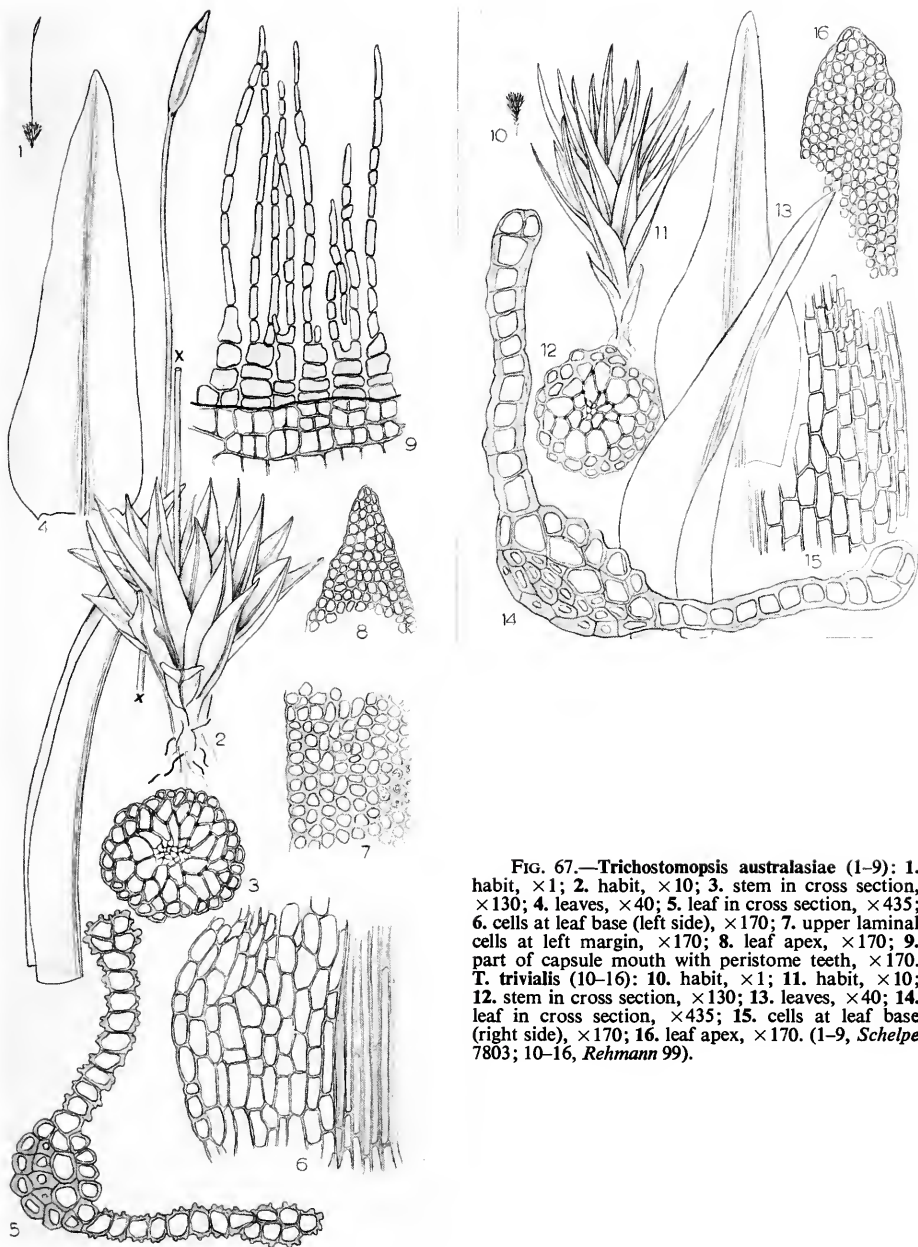 1
4
x
9
8
x
2
7
3
6
5
16
10
13
11
12
15
14
FIG. 67.—Trichostomopsis australasiae (1–9): 1.
habit, ×1; 2. habit, ×10; 3. stem in cross section,
×130; 4. leaves, ×40; 5. leaf in cross section, ×435;
6. cells at leaf base (left side), ×170; 7. upper laminal
cells at left margin, ×170; 8. leaf apex, ×170; 9.
part of capsule mouth with peristome teeth, ×170.
T. trivialis (10–16): 10. habit, ×1; 11. habit, ×10;
12. stem in cross section, ×130; 13. leaves, ×40; 14.
leaf in cross section, ×435; 15. cells at leaf base
(right side), ×170; 16. leaf apex, ×170. (1–9, Schelpe
7803; 10–16, Rehmann 99).